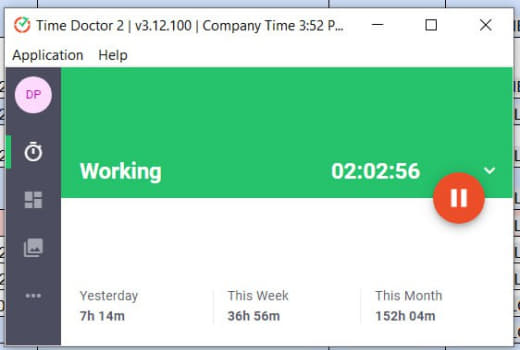 Time Doctor 2 | v3.12.100 | Company Time 3:52 P...
Application Help
DP
Working 02:02:56
Yesterday This Week This Month
7h 14m 36h 56m 152h 04m